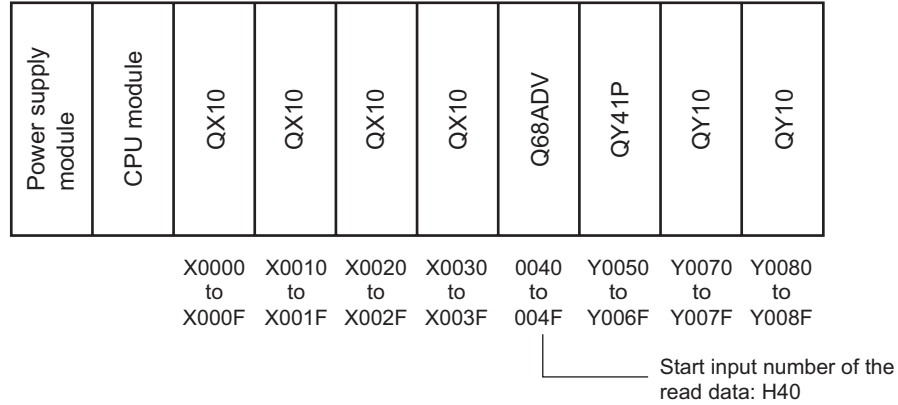 Power supply
module
CPU module
QX10
QX10
QX10
QX10
Q68ADV
QY41P
QY10
QY10
X0000 X0010 X0020 X0030 0040 Y0050 Y0070 Y0080
to to to to to to to to
X000F X001F X002F X003F 004F Y006F Y007F Y008F
Start input number of the
read data: H40